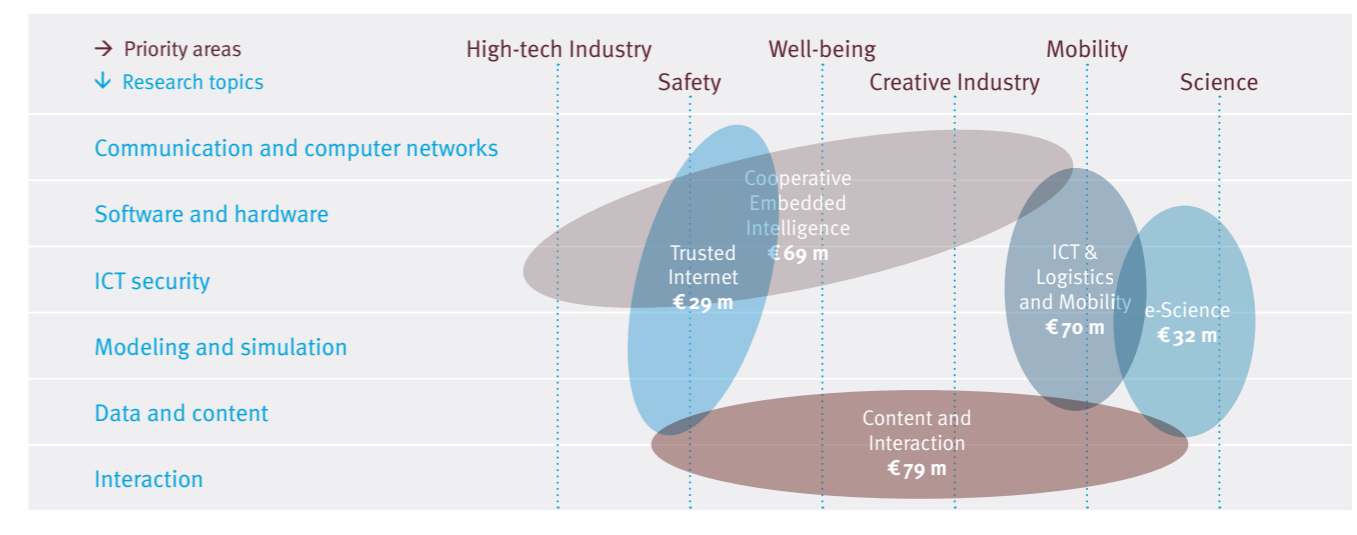 → Priority areas
High-tech Industry
Well-being
Mobility
↓ Research topics
Safety
Creative Industry
Science
Communication and computer networks
Software and hardware
ICT security
Modeling and simulation
Data and content
Interaction
Cooperative
Embedded
Intelligence
€ 69 m
Trusted
Internet
€ 29 m
ICT &
Logistics
and Mobility
€ 70 m
e-Science
€ 32 m
Content and
Interaction
€ 79 m